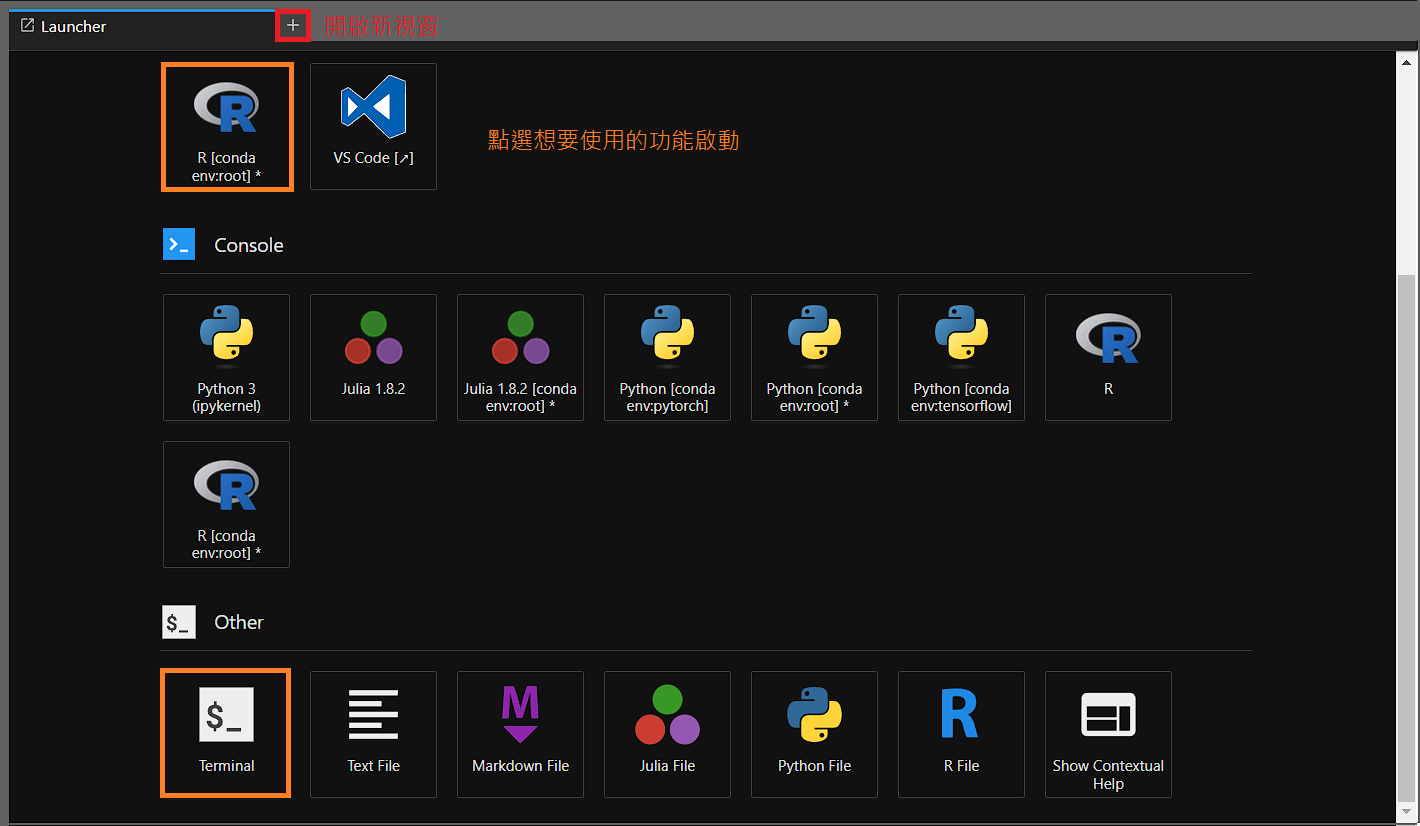 Launcher
+ 開啟新視窗
R [conda
env:root] *
VS Code [↗]
點選想要使用的功能啟動
Console
Python 3
(ipykernel)
Julia 1.8.2
Julia 1.8.2 [conda
env:root] *
Python [conda
env:pytorch]
Python [conda
env:root] *
Python [conda
env:tensorflow]
R
R [conda
env:root] *
$_ Other
$_
Terminal
Text File
M
Markdown File
Julia File
Python File
R
R File
Show Contextual
Help